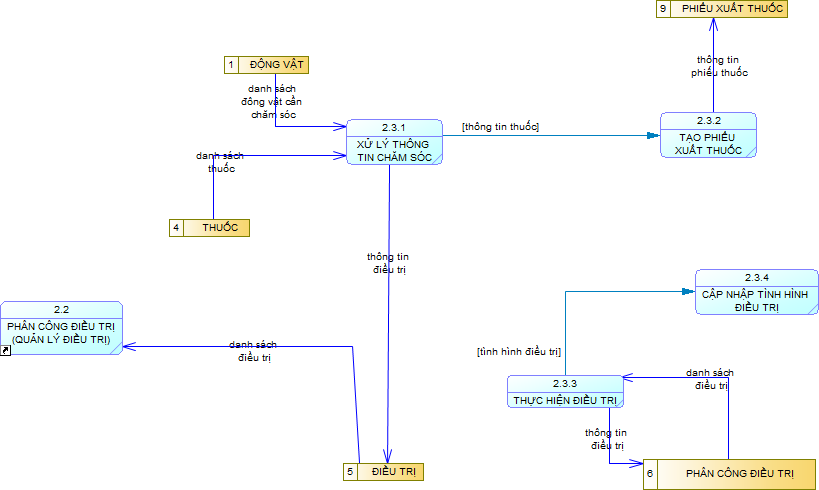 9 PHIẾU XUẤT THUỐC
thông tin
phiếu thuốc
1 ĐỘNG VẬT
danh sách
đông vật cần
chăm sóc
2.3.1
XỬ LÝ THÔNG
TIN CHĂM SÓC
[thông tin thuốc]
2.3.2
TẠO PHIẾU
XUẤT THUỐC
danh sách
thuốc
4 THUỐC
thông tin
điều trị
2.3.4
CẬP NHẬP TÌNH HÌNH
ĐIỀU TRỊ
2.2
PHÂN CÔNG ĐIỀU TRỊ
(QUẢN LÝ ĐIỀU TRỊ)
danh sách
điều trị
[tình hình điều trị]
2.3.3
THỰC HIỆN ĐIỀU TRỊ
danh sách
điều trị
thông tin
điều trị
5 ĐIỀU TRỊ
6 PHÂN CÔNG ĐIỀU TRỊ